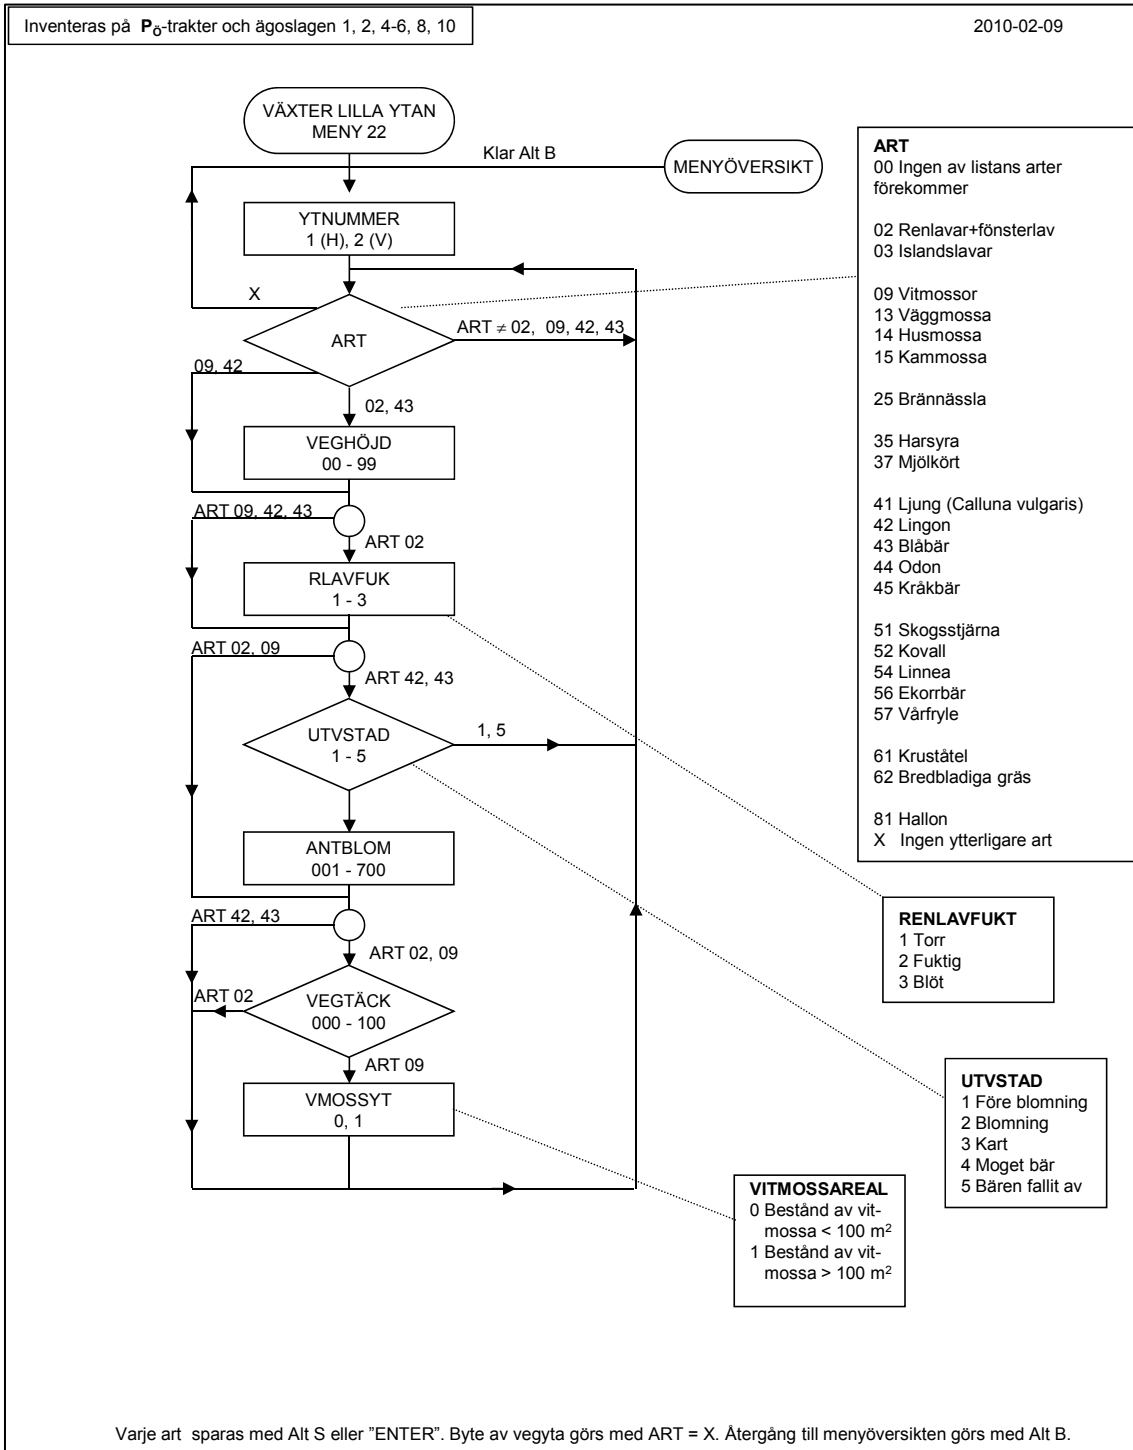 Inventeras på Pö-trakter och ägoslagen 1, 2, 4-6, 8, 10
2010-02-09
VÄXTER LILLA YTAN
MENY 22
Klar Alt B
MENYÖVERSIKT
YTNUMMER
1 (H), 2 (V)
X
ART
ART ≠ 02, 09, 42, 43
09, 42
02, 43
VEGHÖJD
00 - 99
ART 09, 42, 43
ART 02
RLAVFUK
1 - 3
ART 02, 09
ART 42, 43
UTVSTAD
1 - 5
1, 5
ANTBLOM
001 - 700
ART 42, 43
ART 02, 09
ART 02
VEGTÄCK
000 - 100
ART 09
VMOSSYT
0, 1
ART
00 Ingen av listans arter
förekommer
02 Renlavar+fönsterlav
03 Islandslavar
09 Vitmossor
13 Väggmossa
14 Husmossa
15 Kammossa
25 Brännässla
35 Harsyra
37 Mjölkört
41 Ljung (Calluna vulgaris)
42 Lingon
43 Blåbär
44 Odon
45 Kråkbär
51 Skogsstjärna
52 Kovall
54 Linnea
56 Ekorrbär
57 Vårfryle
61 Kruståtel
62 Bredbladiga gräs
81 Hallon
X Ingen ytterligare art
RENLAVFUKT
1 Torr
2 Fuktig
3 Blöt
UTVSTAD
1 Före blomning
2 Blomning
3 Kart
4 Moget bär
5 Bären fallit av
VITMOSSAREAL
0 Bestånd av vit-
mossa < 100 m²
1 Bestånd av vit-
mossa > 100 m²
Varje art sparas med Alt S eller "ENTER". Byte av vegyta görs med ART = X. Återgång till menyöversikten görs med Alt B.